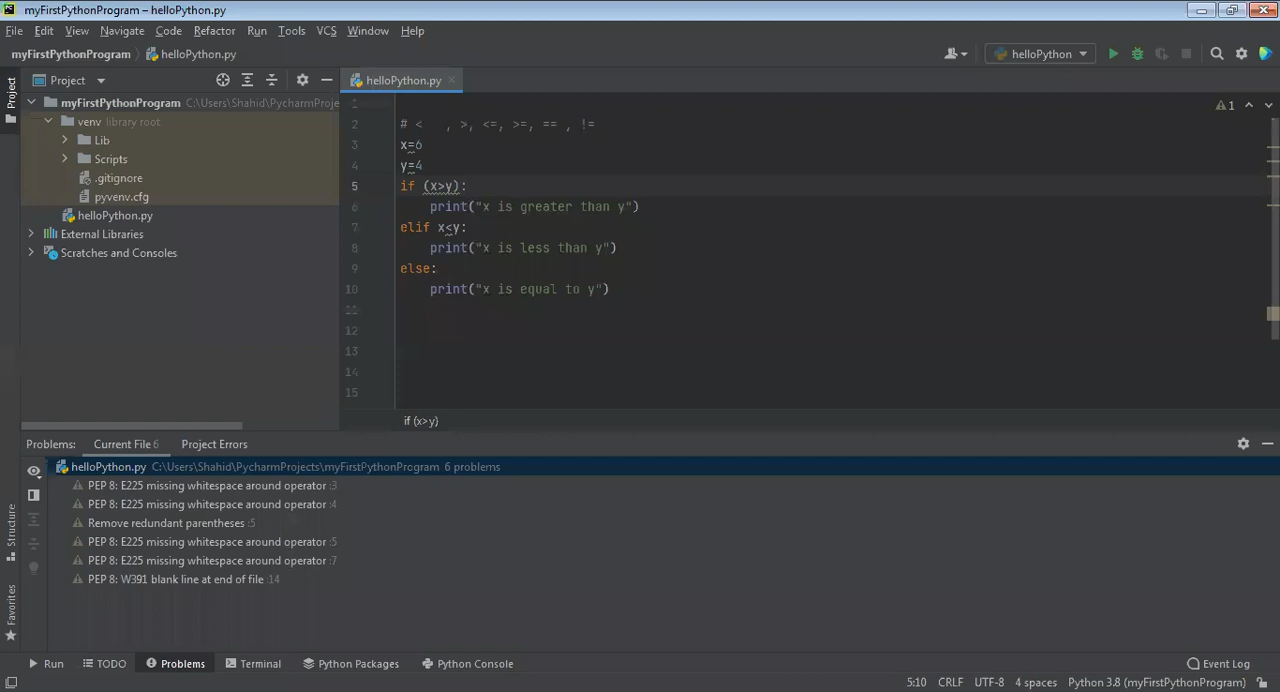 myFirstPythonProgram – helloPython.py
File Edit View Navigate Code Refactor Run Tools VCS Window Help
myFirstPythonProgram helloPython.py helloPython
Project
Project helloPython.py
myFirstPythonProgram C:\Users\Shahid\PycharmProje
venv library root
Lib
Scripts
.gitignore
pyvenv.cfg
helloPython.py
External Libraries
Scratches and Consoles
1
1
2 # < , >, <=, >=, == , !=
3 x=6
4 y=4
5 if (x>y):
6 print("x is greater than y")
7 elif x<y:
8 print("x is less than y")
9 else:
10 print("x is equal to y")
11
12
13
14
15
if (x>y)
Problems: Current File 6 Project Errors
helloPython.py C:\Users\Shahid\PycharmProjects\myFirstPythonProgram 6 problems
PEP 8: E225 missing whitespace around operator :3
PEP 8: E225 missing whitespace around operator :4
Remove redundant parentheses :5
PEP 8: E225 missing whitespace around operator :5
PEP 8: E225 missing whitespace around operator :7
PEP 8: W391 blank line at end of file :14
Structure
Favorites
Run TODO Problems Terminal Python Packages Python Console Event Log
5:10 CRLF UTF-8 4 spaces Python 3.8 (myFirstPythonProgram)